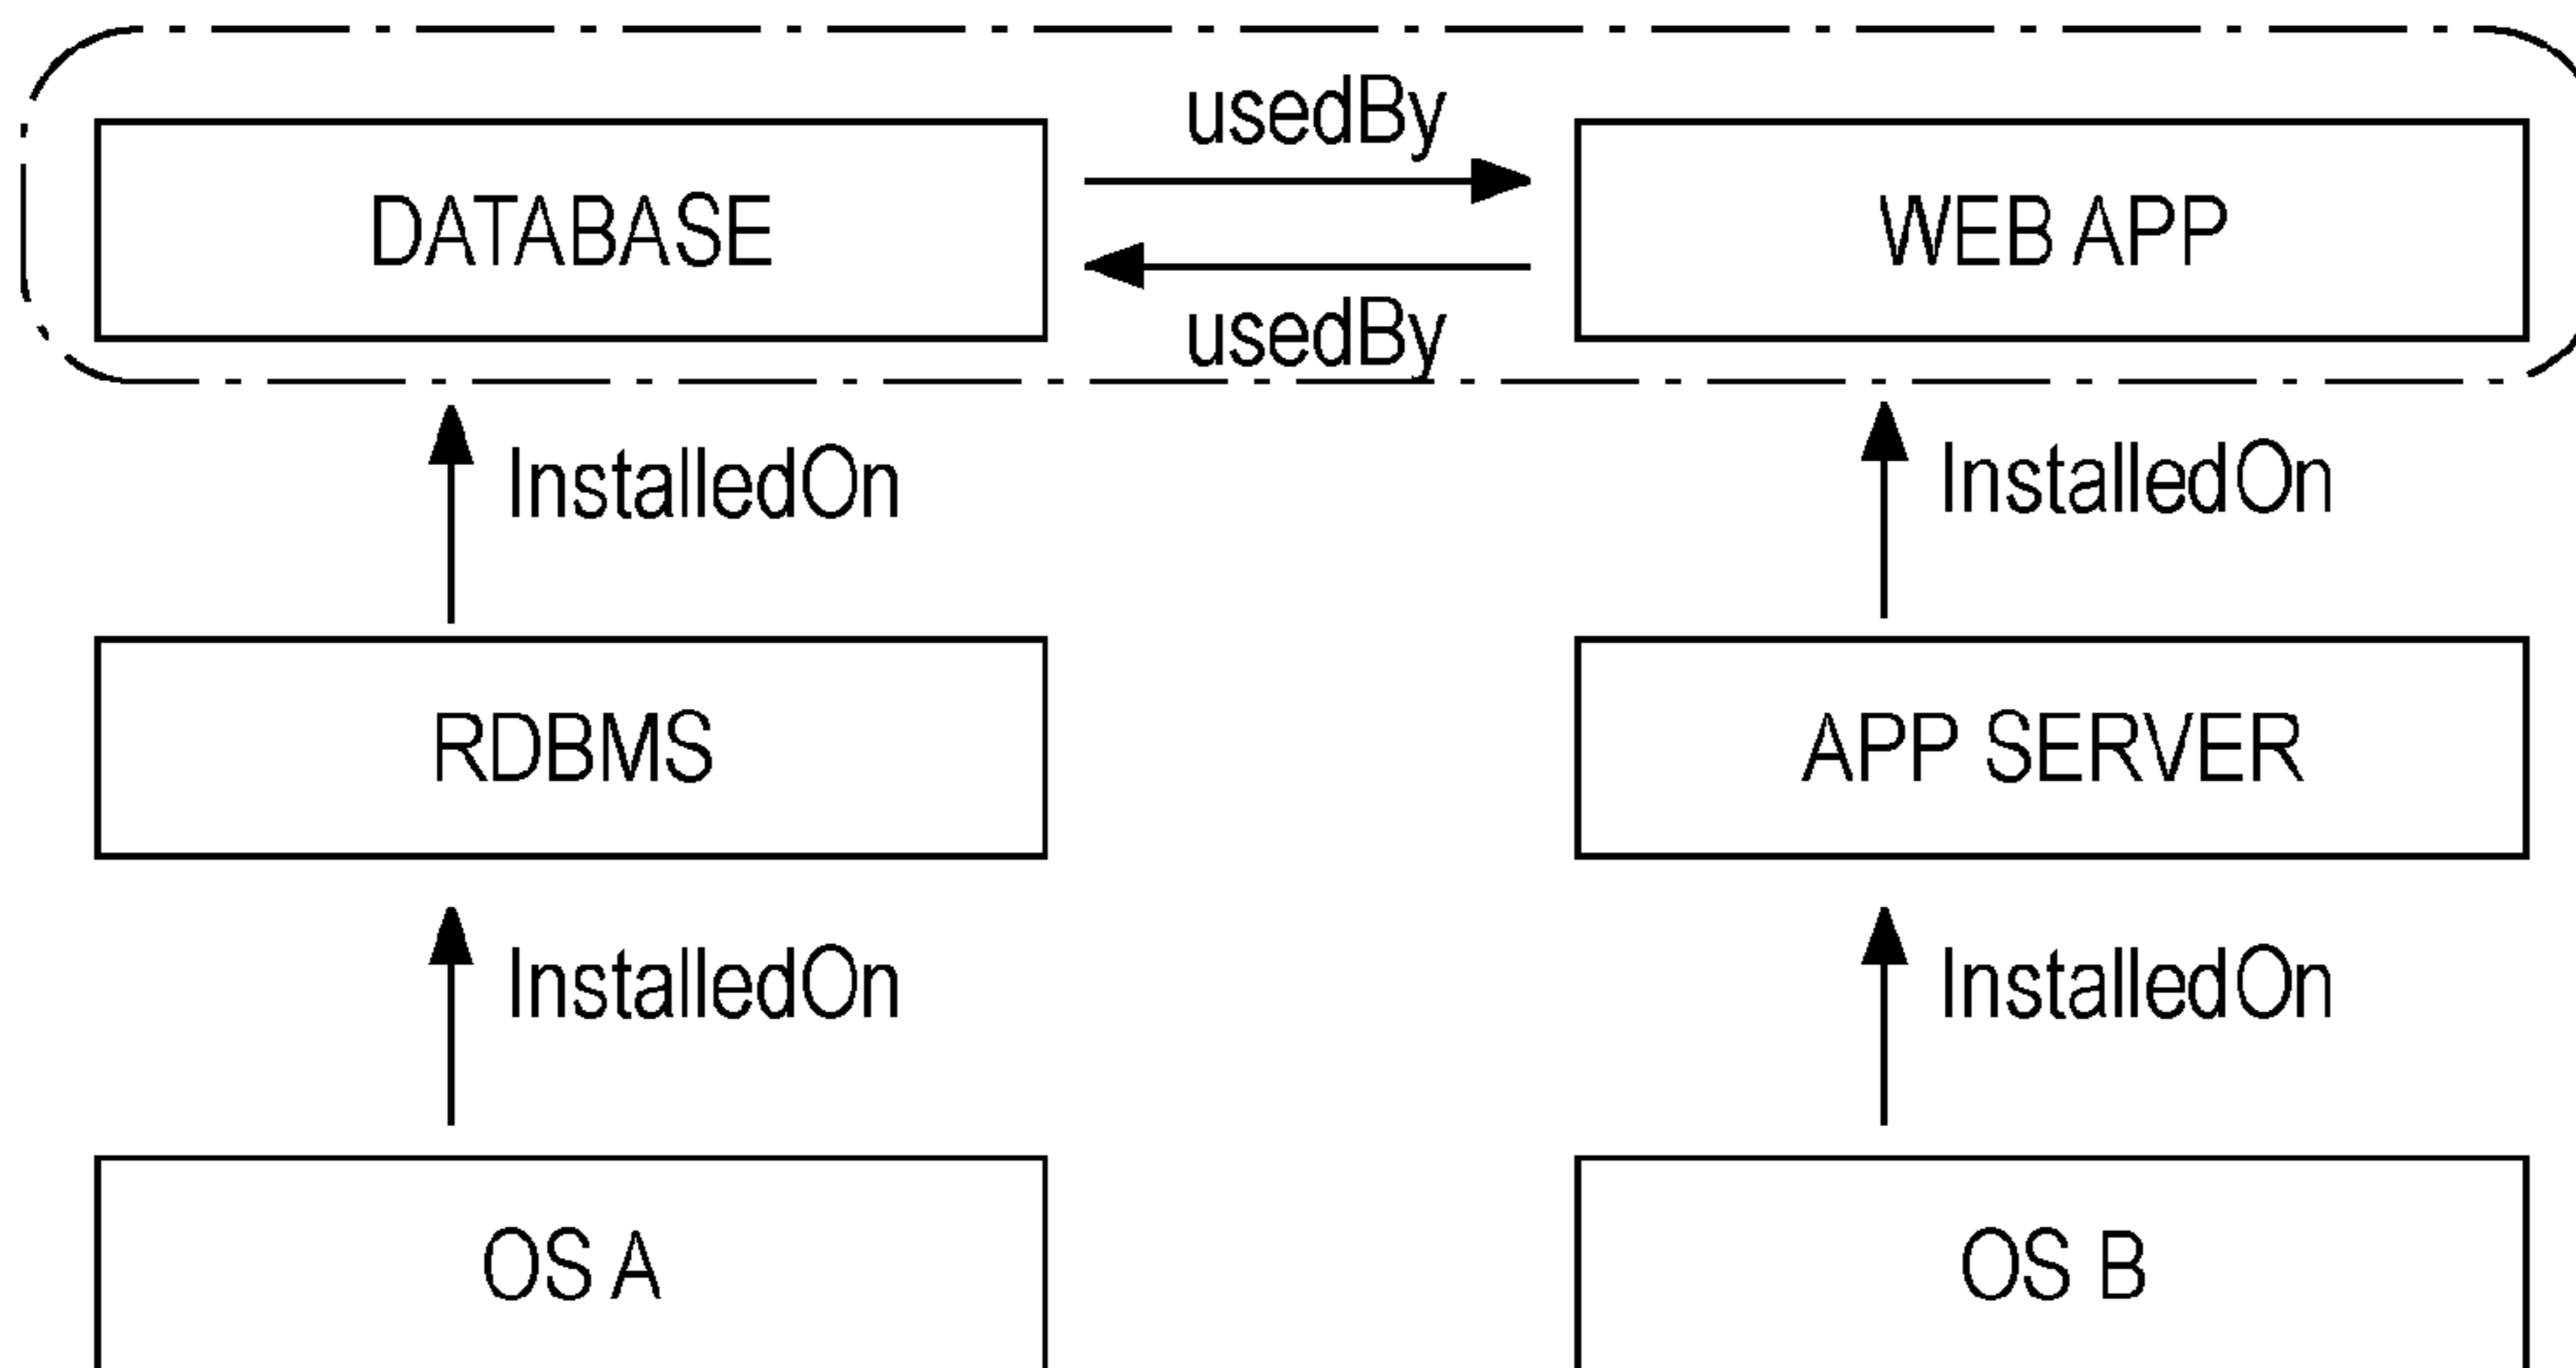 usedBy
DATABASE
WEB APP
usedBy
InstalledOn
InstalledOn
RDBMS
APP SERVER
InstalledOn
InstalledOn
OS A
OS B